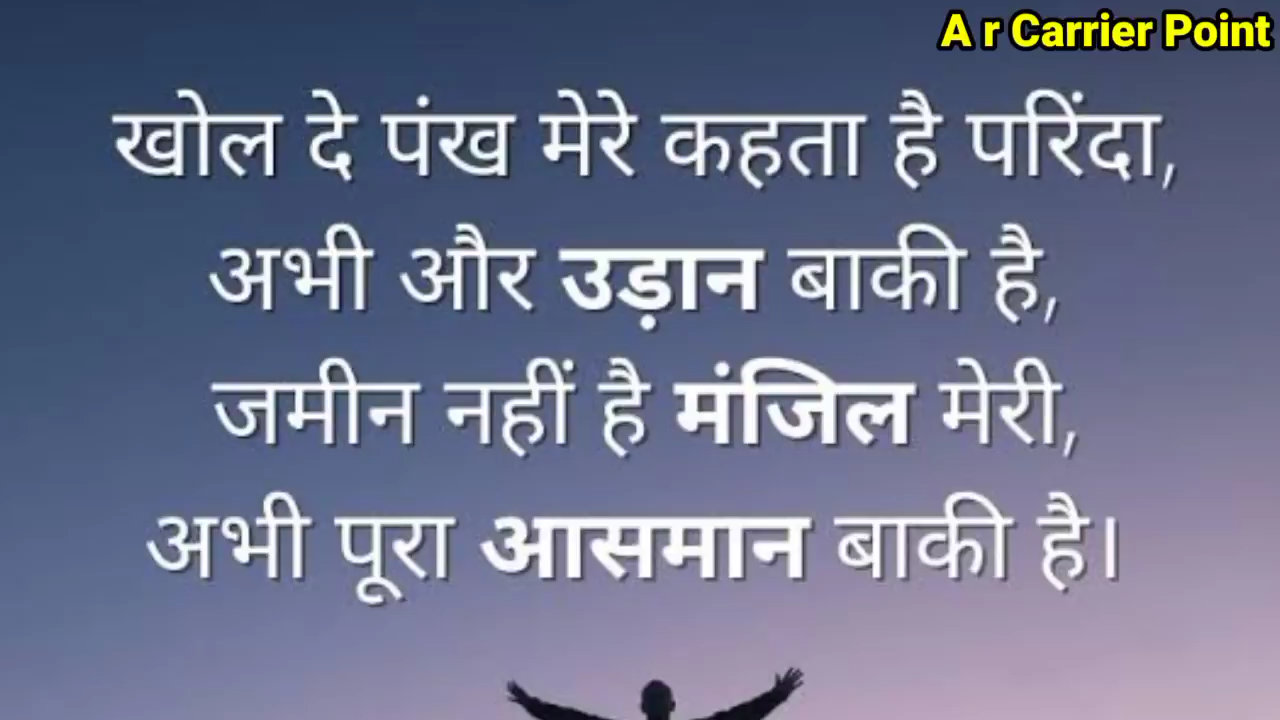 A r Carrier Point
खोल दे पंख मेरे कहता है परिंदा,
अभी और उड़ान बाकी है,
जमीन नहीं है मंजिल मेरी,
अभी पूरा आसमान बाकी है।